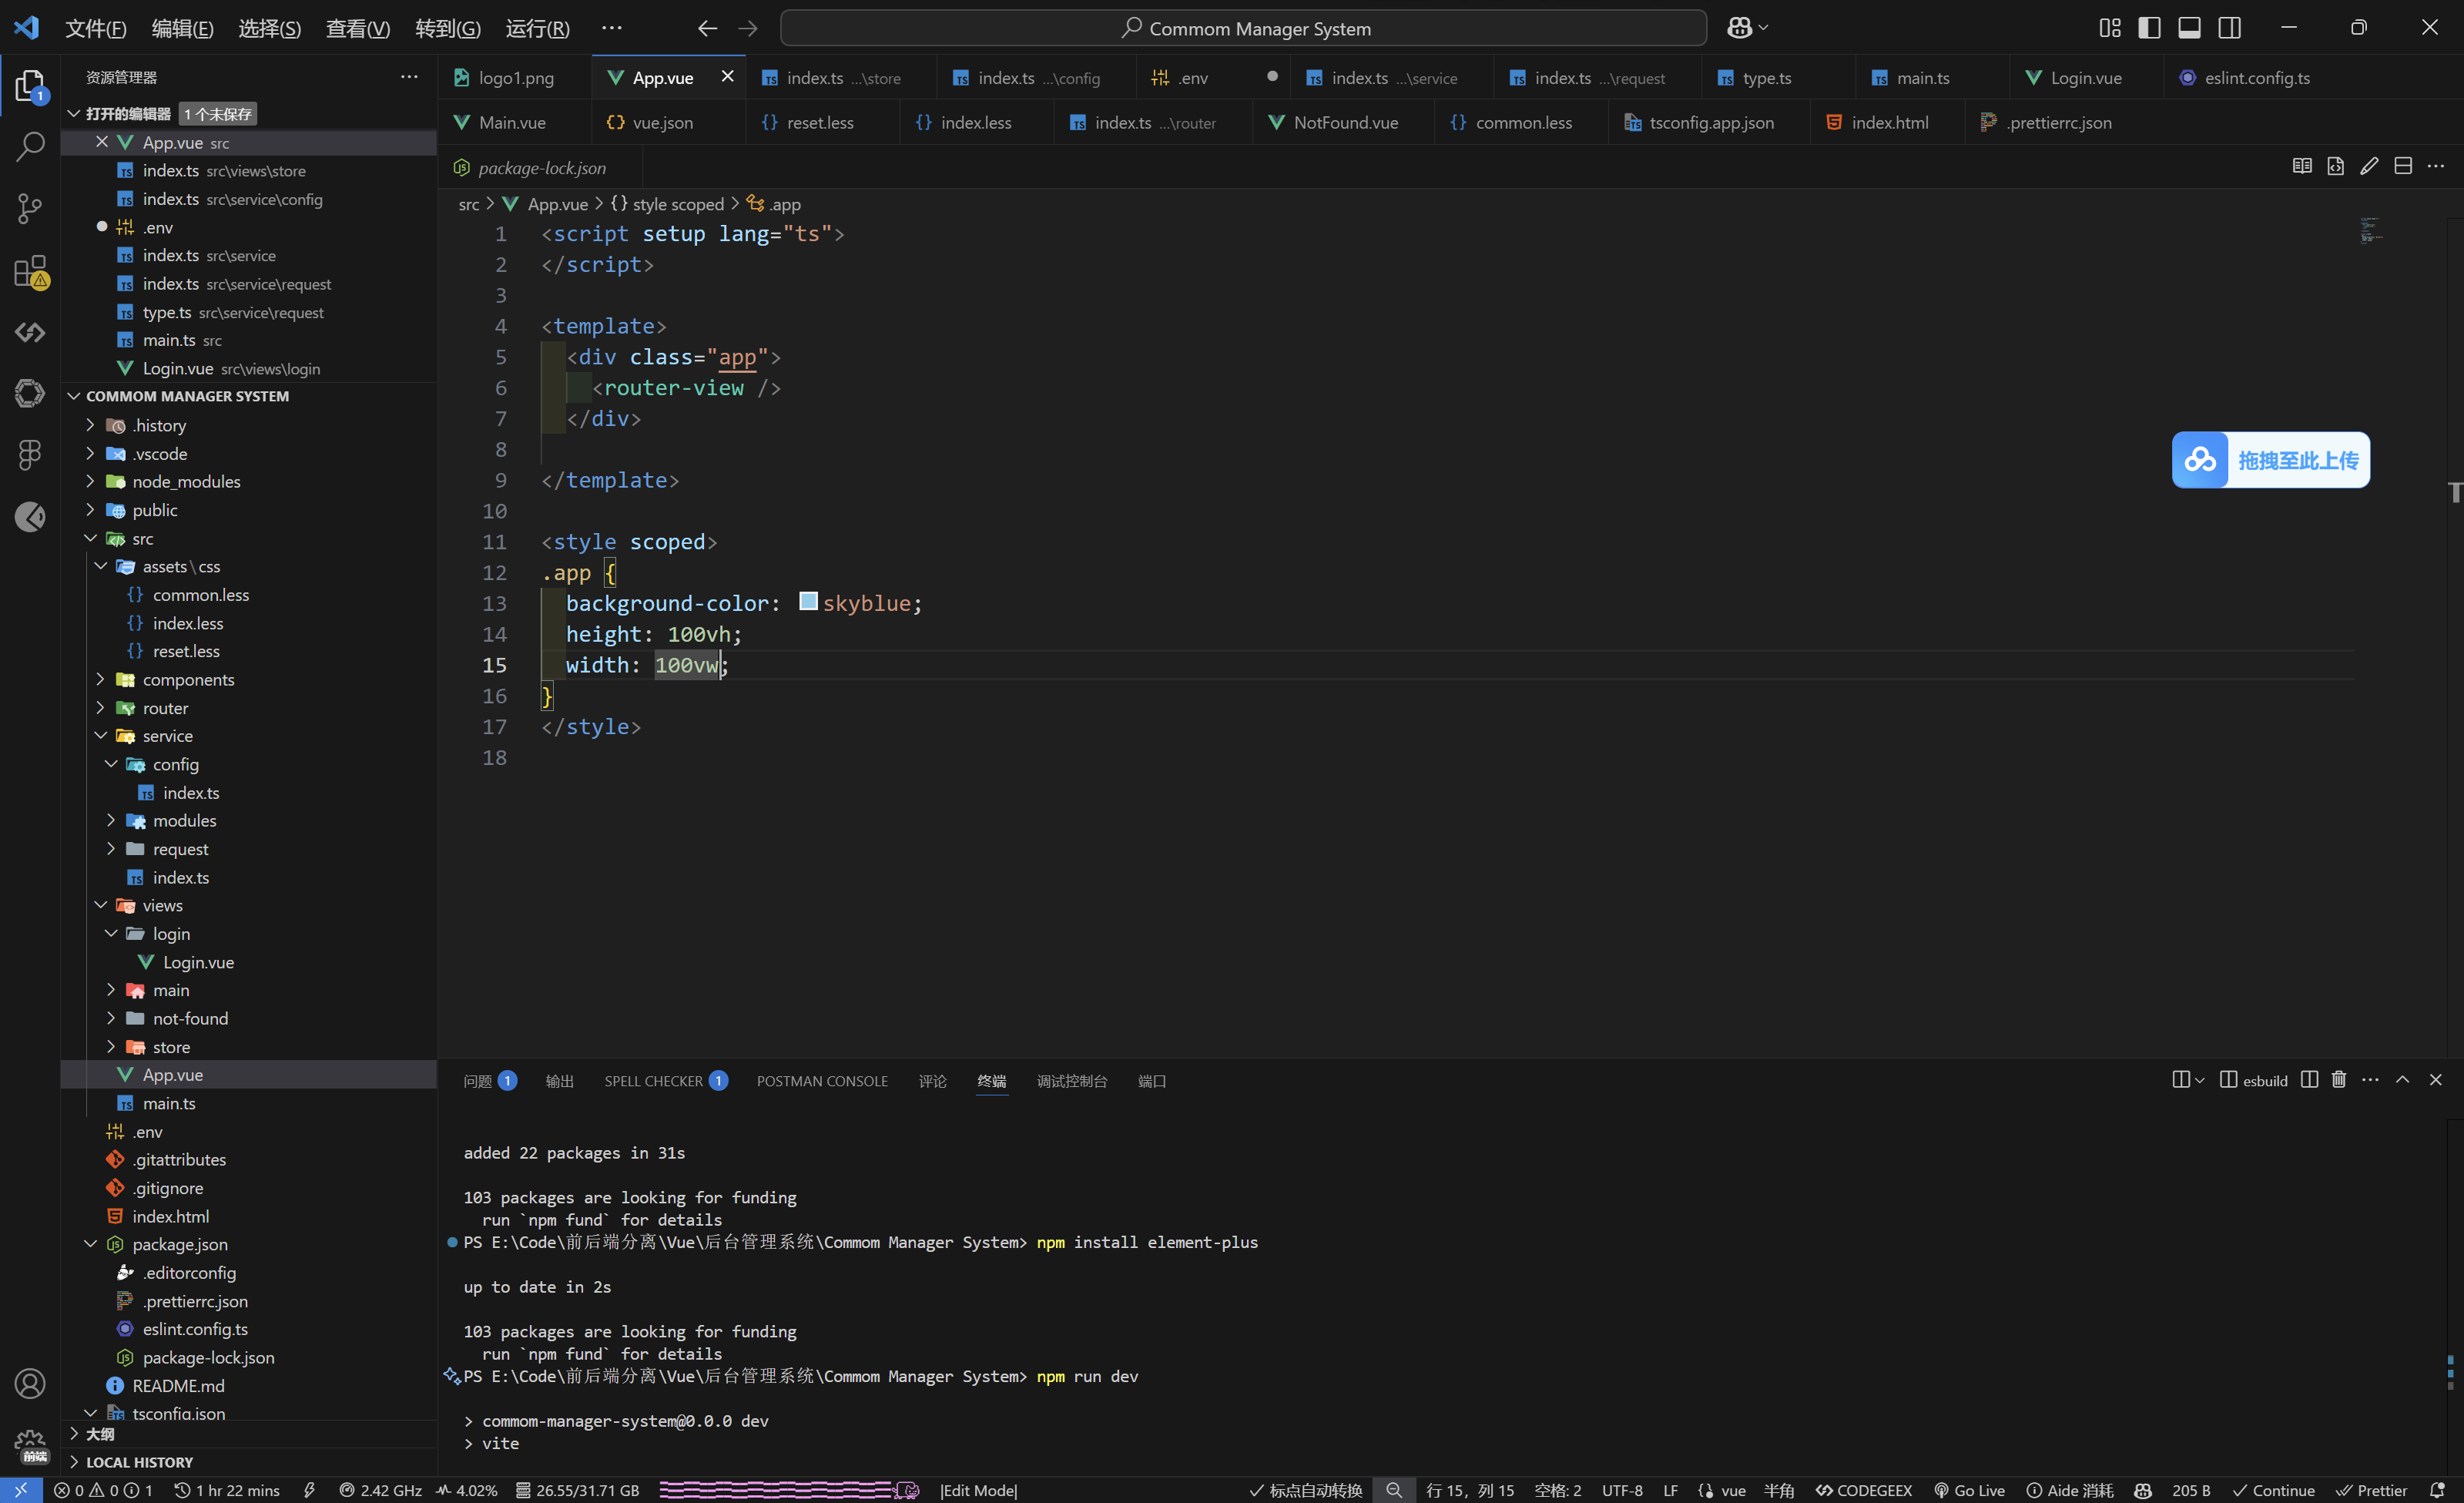 文件(F) 编辑(E) 选择(S) 查看(V) 转到(G) 运行(R) ··· Commom Manager System
资源管理器
打开的编辑器 1 个未保存
App.vue src
index.ts src\views\store
index.ts src\service\config
.env
index.ts src\service
index.ts src\service\request
type.ts src\service\request
main.ts src
Login.vue src\views\login
COMMOM MANAGER SYSTEM
.history
.vscode
node_modules
public
src
assets\css
common.less
index.less
reset.less
components
router
service
config
index.ts
modules
request
index.ts
views
login
Login.vue
main
not-found
store
App.vue
main.ts
.env
.gitattributes
.gitignore
index.html
package.json
.editorconfig
.prettierrc.json
eslint.config.ts
package-lock.json
README.md
tsconfig.json
大纲
LOCAL HISTORY
1
前端
logo1.png App.vue index.ts ...\store index.ts ...\config .env index.ts ...\service index.ts ...\request type.ts main.ts Login.vue eslint.config.ts
Main.vue vue.json reset.less index.less index.ts ...\router NotFound.vue common.less tsconfig.app.json index.html .prettierrc.json
package-lock.json
src > App.vue > {} style scoped > .app
1 <script setup lang="ts">
2 </script>
3
4 <template>
5 <div class="app">
6 <router-view />
7 </div>
8
9 </template>
10
11 <style scoped>
12 .app {
13 background-color: skyblue;
14 height: 100vh;
15 width: 100vw;
16 }
17 </style>
18
拖拽至此上传
T
问题 1 输出 SPELL CHECKER 1 POSTMAN CONSOLE 评论 终端 调试控制台 端口 esbuild
added 22 packages in 31s
103 packages are looking for funding
run `npm fund` for details
PS E:\Code\前后端分离\Vue\后台管理系统\Commom Manager System> npm install element-plus
up to date in 2s
103 packages are looking for funding
run `npm fund` for details
PS E:\Code\前后端分离\Vue\后台管理系统\Commom Manager System> npm run dev
> commom-manager-system@0.0.0 dev
> vite
0 0 1 1 hr 22 mins 2.42 GHz 4.02% 26.55/31.71 GB |Edit Mode| 标点自动转换 行 15, 列 15 空格: 2 UTF-8 LF vue 半角 CODEGEEX Go Live Aide 消耗 205 B Continue Prettier